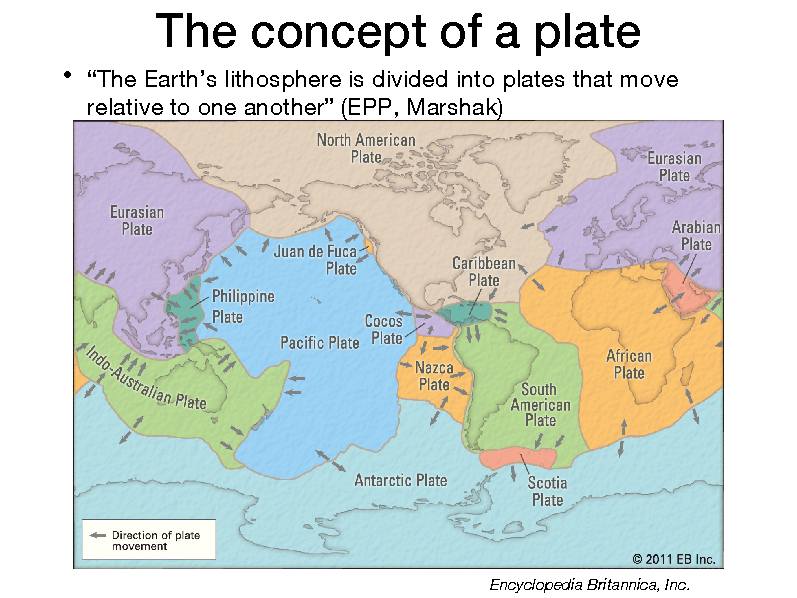 The concept of a plate
• “The Earth’s lithosphere is divided into plates that move
relative to one another” (EPP, Marshak)
North American
Plate
Eurasian
Plate
Eurasian
Plate
Arabian
Plate
Juan de Fuca
Plate
Caribbean
Plate
Philippine
Plate
Cocos
Plate
Pacific Plate
Indo-Australian Plate
Nazca
Plate
African
Plate
South
American
Plate
Antarctic Plate
Scotia
Plate
Direction of plate
movement
© 2011 EB Inc.
Encyclopedia Britannica, Inc.